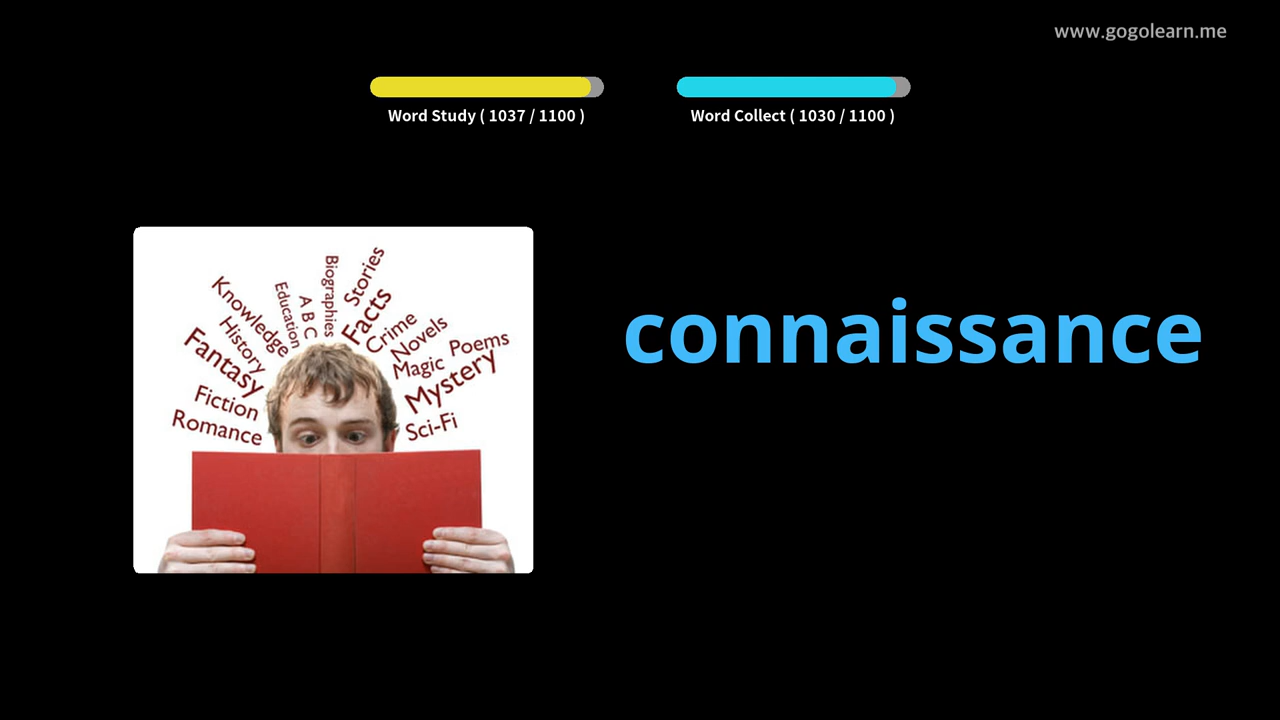 www.gogolearn.me
Word Study ( 1037 / 1100 )
Word Collect ( 1030 / 1100 )
connaissance
Romance
Fiction
Fantasy
History
Knowledge
Education
A B C
Biographies
Stories
Facts
Crime
Novels
Magic
Poems
Mystery
Sci-Fi